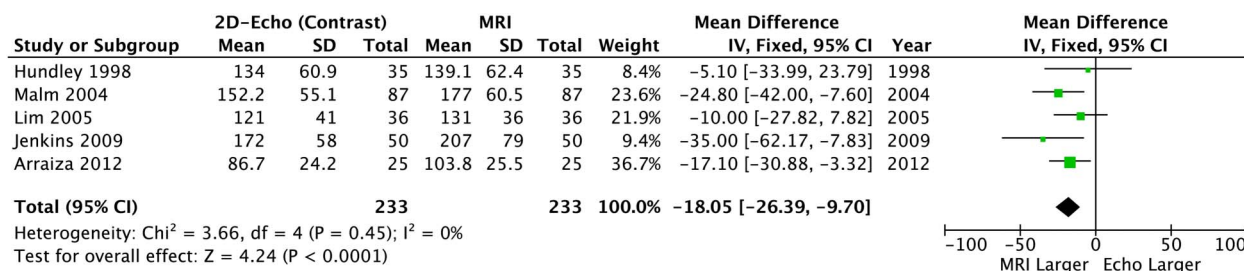 2D-Echo (Contrast) MRI Mean Difference Mean Difference
Study or Subgroup Mean SD Total Mean SD Total Weight IV, Fixed, 95% CI Year IV, Fixed, 95% CI
Hundley 1998 134 60.9 35 139.1 62.4 35 8.4% −5.10 [−33.99, 23.79] 1998
Malm 2004 152.2 55.1 87 177 60.5 87 23.6% −24.80 [−42.00, −7.60] 2004
Lim 2005 121 41 36 131 36 36 21.9% −10.00 [−27.82, 7.82] 2005
Jenkins 2009 172 58 50 207 79 50 9.4% −35.00 [−62.17, −7.83] 2009
Arraiza 2012 86.7 24.2 25 103.8 25.5 25 36.7% −17.10 [−30.88, −3.32] 2012
Total (95% CI) 233 233 100.0% −18.05 [−26.39, −9.70]
Heterogeneity: Chi² = 3.66, df = 4 (P = 0.45); I² = 0%
Test for overall effect: Z = 4.24 (P < 0.0001)
−100 −50 0 50 100
MRI Larger Echo Larger